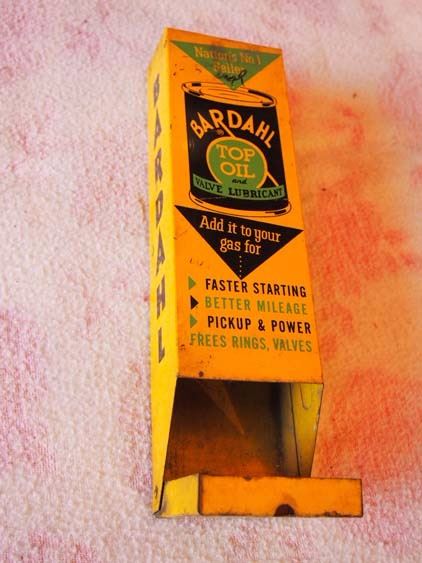 Nation's No 1
Seller
BARDAHL
TOP
OIL
and
VALVE LUBRICANT
Add it to your
gas for
FASTER STARTING
BETTER MILEAGE
PICKUP & POWER
FREES RINGS, VALVES
BARDAHL